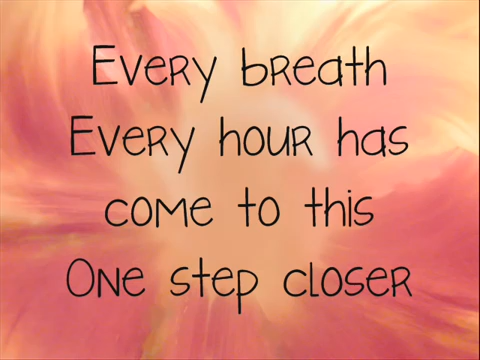 Every breath
Every hour has
come to this
One step closer